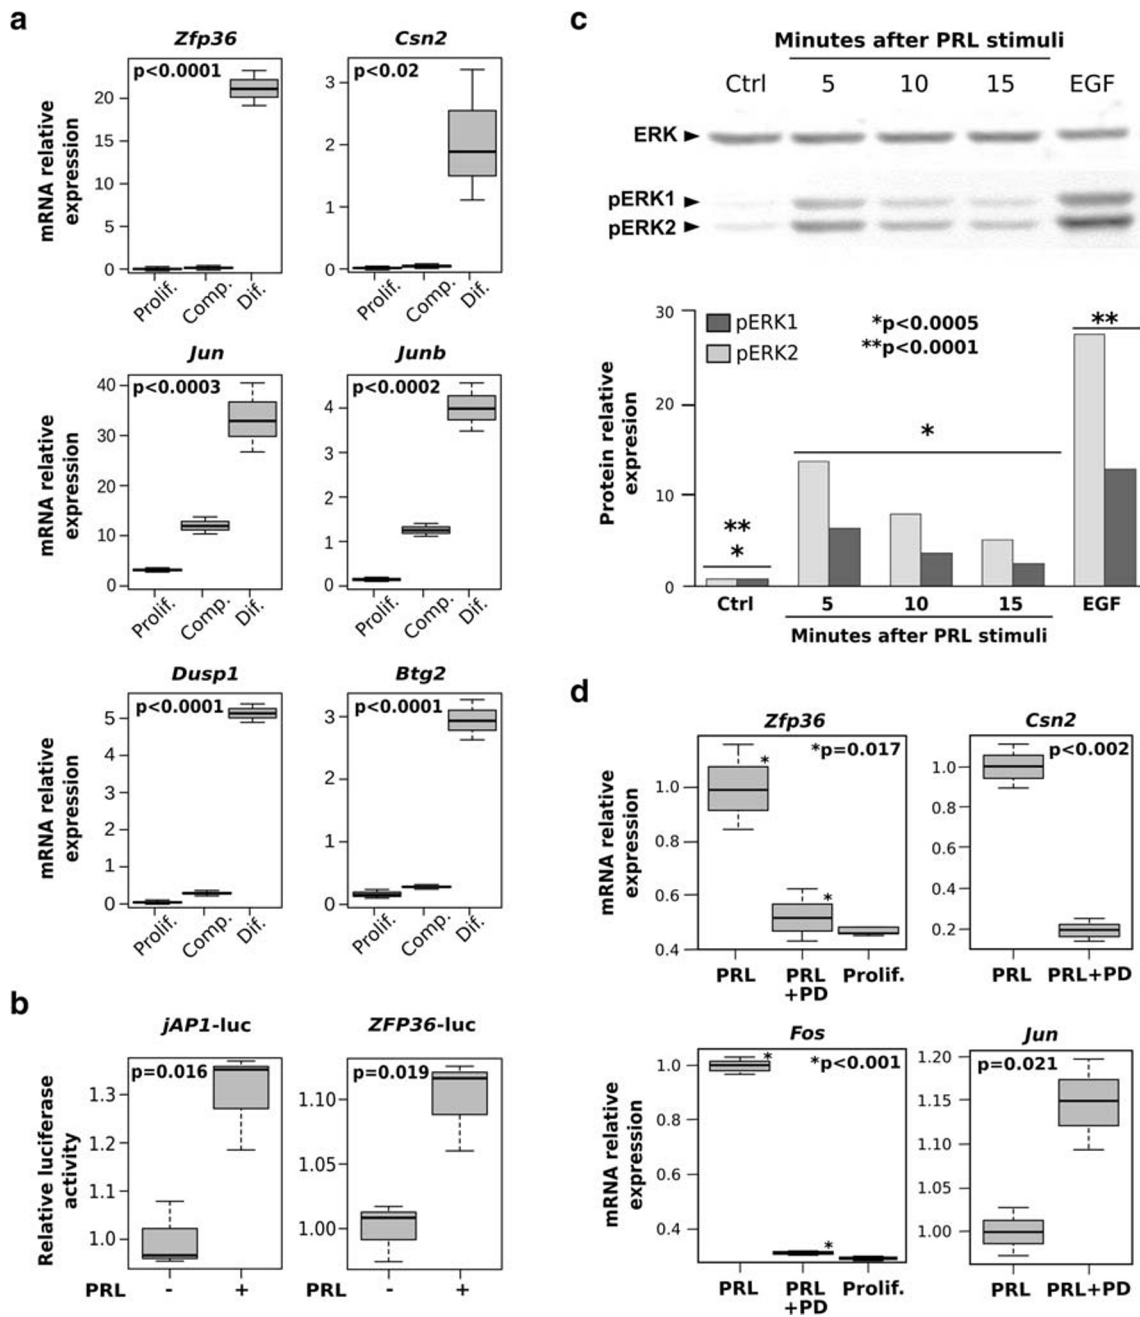 a
Zfp36
p<0.0001
mRNA relative
expression
20
15
10
5
0
Prolif.
Comp.
Dif.
Csn2
p<0.02
3
2
1
0
Prolif.
Comp.
Dif.
Jun
p<0.0003
mRNA relative
expression
40
30
20
10
0
Prolif.
Comp.
Dif.
Junb
p<0.0002
4
3
2
1
0
Prolif.
Comp.
Dif.
Dusp1
p<0.0001
mRNA relative
expression
5
4
3
2
1
0
Prolif.
Comp.
Dif.
Btg2
p<0.0001
3
2
1
0
Prolif.
Comp.
Dif.
b
jAP1-luc
p=0.016
Relative luciferase
activity
1.3
1.2
1.1
1.0
PRL - +
ZFP36-luc
p=0.019
1.10
1.05
1.00
PRL - +
c
Minutes after PRL stimuli
Ctrl 5 10 15 EGF
ERK
pERK1
pERK2
Protein relative
expresion
30
20
10
0
pERK1
pERK2
*p<0.0005
**p<0.0001
**
*
*
**
Ctrl 5 10 15 EGF
Minutes after PRL stimuli
d
Zfp36
*p=0.017
mRNA relative
expression
1.0
0.8
0.6
0.4
*
*
PRL PRL Prolif.
+PD
Csn2
p<0.002
1.0
0.8
0.6
0.4
0.2
PRL PRL+PD
Fos
*p<0.001
mRNA relative
expression
1.0
0.8
0.6
0.4
*
*
PRL PRL Prolif.
+PD
Jun
p=0.021
1.20
1.15
1.10
1.05
1.00
PRL PRL+PD